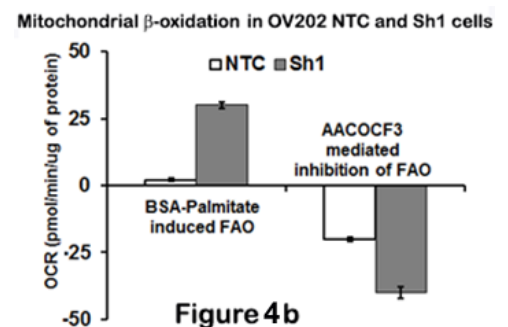 Mitochondrial β-oxidation in OV202 NTC and Sh1 cells
50
NTC Sh1
25
AACOCF3
mediated
inhibition of FAO
0
BSA-Palmitate
induced FAO
-25
-50
OCR (pmol/min/ug of protein)
Figure 4b